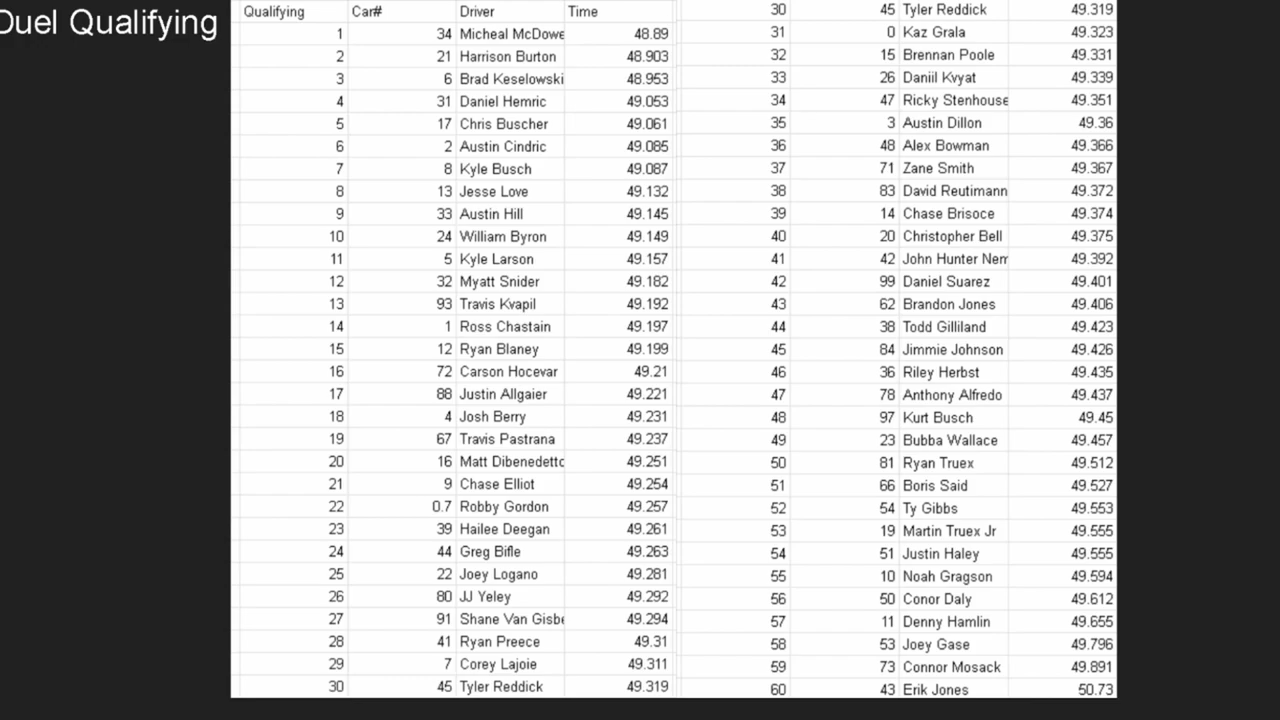 Duel Qualifying
Qualifying Car# Driver Time
1 34 Micheal McDowe 48.89
2 21 Harrison Burton 48.903
3 6 Brad Keselowski 48.953
4 31 Daniel Hemric 49.053
5 17 Chris Buscher 49.061
6 2 Austin Cindric 49.085
7 8 Kyle Busch 49.087
8 13 Jesse Love 49.132
9 33 Austin Hill 49.145
10 24 William Byron 49.149
11 5 Kyle Larson 49.157
12 32 Myatt Snider 49.182
13 93 Travis Kvapil 49.192
14 1 Ross Chastain 49.197
15 12 Ryan Blaney 49.199
16 72 Carson Hocevar 49.21
17 88 Justin Allgaier 49.221
18 4 Josh Berry 49.231
19 67 Travis Pastrana 49.237
20 16 Matt Dibenedetto 49.251
21 9 Chase Elliot 49.254
22 0.7 Robby Gordon 49.257
23 39 Hailee Deegan 49.261
24 44 Greg Bifle 49.263
25 22 Joey Logano 49.281
26 80 JJ Yeley 49.292
27 91 Shane Van Gisbe 49.294
28 41 Ryan Preece 49.31
29 7 Corey Lajoie 49.311
30 45 Tyler Reddick 49.319
30 45 Tyler Reddick 49.319
31 0 Kaz Grala 49.323
32 15 Brennan Poole 49.331
33 26 Daniil Kvyat 49.339
34 47 Ricky Stenhouse 49.351
35 3 Austin Dillon 49.36
36 48 Alex Bowman 49.366
37 71 Zane Smith 49.367
38 83 David Reutimann 49.372
39 14 Chase Brisoce 49.374
40 20 Christopher Bell 49.375
41 42 John Hunter Nem 49.392
42 99 Daniel Suarez 49.401
43 62 Brandon Jones 49.406
44 38 Todd Gilliland 49.423
45 84 Jimmie Johnson 49.426
46 36 Riley Herbst 49.435
47 78 Anthony Alfredo 49.437
48 97 Kurt Busch 49.45
49 23 Bubba Wallace 49.457
50 81 Ryan Truex 49.512
51 66 Boris Said 49.527
52 54 Ty Gibbs 49.553
53 19 Martin Truex Jr 49.555
54 51 Justin Haley 49.555
55 10 Noah Gragson 49.594
56 50 Conor Daly 49.612
57 11 Denny Hamlin 49.655
58 53 Joey Gase 49.796
59 73 Connor Mosack 49.891
60 43 Erik Jones 50.73